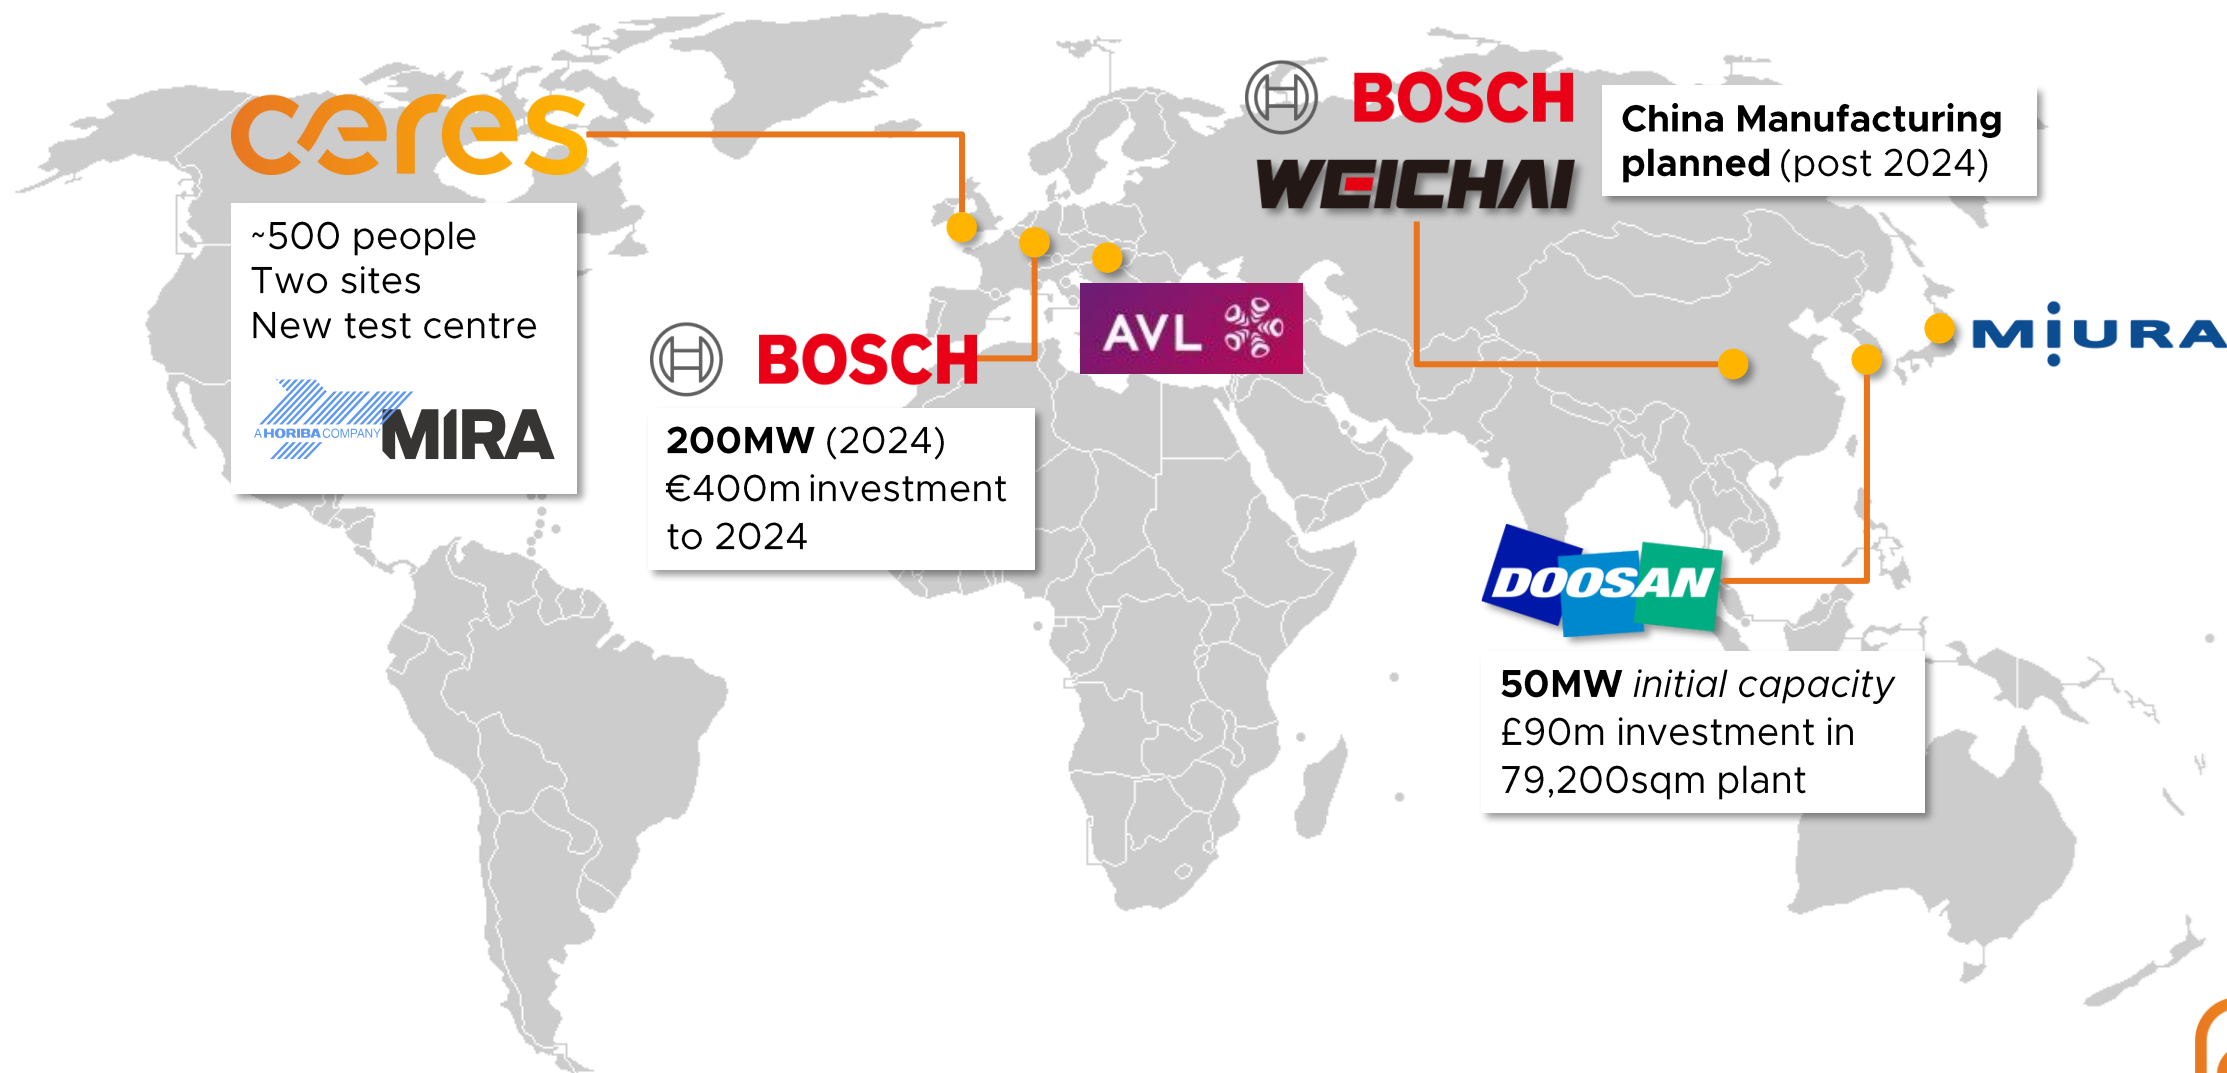 ceres
~500 people
Two sites
New test centre
A HORIBA COMPANY
MIRA
BOSCH
200MW (2024)
€400m investment
to 2024
AVL
BOSCH
WEICHAI
China Manufacturing
planned (post 2024)
MIURA
DOOSAN
50MW initial capacity
£90m investment in
79,200sqm plant